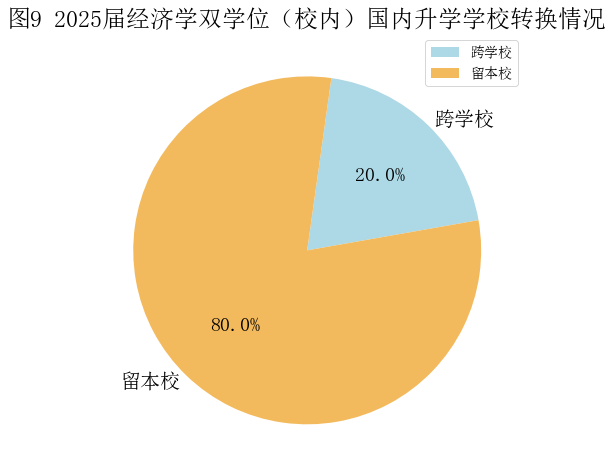 图9 2025届经济学双学位（校内）国内升学学校转换情况
跨学校
留本校
跨学校
20.0%
80.0%
留本校